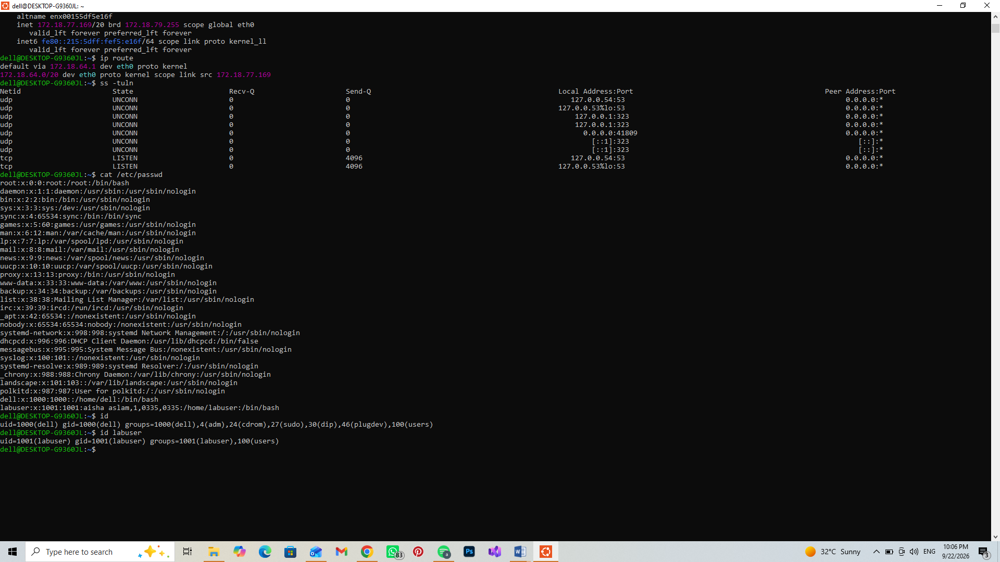 dell@DESKTOP-G9360JL: ~
altname enx00155df5e16f
inet 172.18.77.169/20 brd 172.18.79.255 scope global eth0
valid_lft forever preferred_lft forever
inet6 fe80::215:5dff:fef5:e16f/64 scope link proto kernel_ll
valid_lft forever preferred_lft forever
dell@DESKTOP-G9360JL:~$ ip route
default via 172.18.64.1 dev eth0 proto kernel
172.18.64.0/20 dev eth0 proto kernel scope link src 172.18.77.169
dell@DESKTOP-G9360JL:~$ ss -tuln
Netid State Recv-Q Send-Q Local Address:Port Peer Address:Port
udp UNCONN 0 0 127.0.0.54:53 0.0.0.0:*
udp UNCONN 0 0 127.0.0.53%lo:53 0.0.0.0:*
udp UNCONN 0 0 127.0.0.1:323 0.0.0.0:*
udp UNCONN 0 0 127.0.0.1:323 0.0.0.0:*
udp UNCONN 0 0 0.0.0.0:41809 0.0.0.0:*
udp UNCONN 0 0 [::1]:323 [::]:*
udp UNCONN 0 0 [::1]:323 [::]:*
tcp LISTEN 0 4096 127.0.0.54:53 0.0.0.0:*
tcp LISTEN 0 4096 127.0.0.53%lo:53 0.0.0.0:*
dell@DESKTOP-G9360JL:~$ cat /etc/passwd
root:x:0:0:root:/root:/bin/bash
daemon:x:1:1:daemon:/usr/sbin:/usr/sbin/nologin
bin:x:2:2:bin:/bin:/usr/sbin/nologin
sys:x:3:3:sys:/dev:/usr/sbin/nologin
sync:x:4:65534:sync:/bin:/bin/sync
games:x:5:60:games:/usr/games:/usr/sbin/nologin
man:x:6:12:man:/var/cache/man:/usr/sbin/nologin
lp:x:7:7:lp:/var/spool/lpd:/usr/sbin/nologin
mail:x:8:8:mail:/var/mail:/usr/sbin/nologin
news:x:9:9:news:/var/spool/news:/usr/sbin/nologin
uucp:x:10:10:uucp:/var/spool/uucp:/usr/sbin/nologin
proxy:x:13:13:proxy:/bin:/usr/sbin/nologin
www-data:x:33:33:www-data:/var/www:/usr/sbin/nologin
backup:x:34:34:backup:/var/backups:/usr/sbin/nologin
list:x:38:38:Mailing List Manager:/var/list:/usr/sbin/nologin
irc:x:39:39:ircd:/run/ircd:/usr/sbin/nologin
_apt:x:42:65534::/nonexistent:/usr/sbin/nologin
nobody:x:65534:65534:nobody:/nonexistent:/usr/sbin/nologin
systemd-network:x:998:998:systemd Network Management:/:/usr/sbin/nologin
dhcpcd:x:996:996:DHCP Client Daemon:/usr/lib/dhcpcd:/bin/false
messagebus:x:995:995:System Message Bus:/nonexistent:/usr/sbin/nologin
syslog:x:100:101::/nonexistent:/usr/sbin/nologin
systemd-resolve:x:989:989:systemd Resolver:/:/usr/sbin/nologin
_chrony:x:988:988:Chrony Daemon:/var/lib/chrony:/usr/sbin/nologin
landscape:x:101:103::/var/lib/landscape:/usr/sbin/nologin
polkitd:x:987:987:User for polkitd:/:/usr/sbin/nologin
dell:x:1000:1000::/home/dell:/bin/bash
labuser:x:1001:1001:aisha aslam,1,0335,0335:/home/labuser:/bin/bash
dell@DESKTOP-G9360JL:~$ id
uid=1000(dell) gid=1000(dell) groups=1000(dell),4(adm),24(cdrom),27(sudo),30(dip),46(plugdev),100(users)
dell@DESKTOP-G9360JL:~$ id labuser
uid=1001(labuser) gid=1001(labuser) groups=1001(labuser),100(users)
dell@DESKTOP-G9360JL:~$
Type here to search
83
a
Ps
32°C Sunny
ENG
10:06 PM
9/22/2026
3